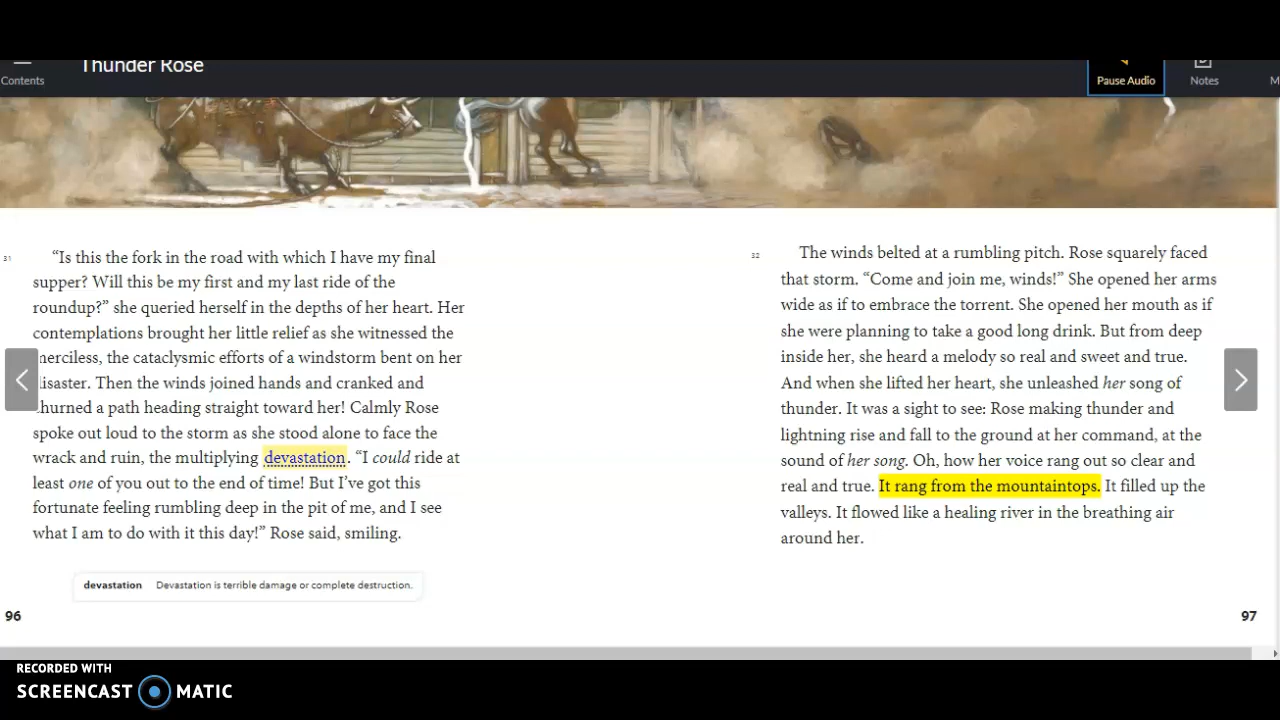 Thunder Rose
Contents
Pause Audio
Notes
M
31
“Is this the fork in the road with which I have my final
supper? Will this be my first and my last ride of the
roundup?” she queried herself in the depths of her heart. Her
contemplations brought her little relief as she witnessed the
merciless, the cataclysmic efforts of a windstorm bent on her
disaster. Then the winds joined hands and cranked and
churned a path heading straight toward her! Calmly Rose
spoke out loud to the storm as she stood alone to face the
wrack and ruin, the multiplying devastation. “I could ride at
least one of you out to the end of time! But I’ve got this
fortunate feeling rumbling deep in the pit of me, and I see
what I am to do with it this day!” Rose said, smiling.
devastation Devastation is terrible damage or complete destruction.
96
32
The winds belted at a rumbling pitch. Rose squarely faced
that storm. “Come and join me, winds!” She opened her arms
wide as if to embrace the torrent. She opened her mouth as if
she were planning to take a good long drink. But from deep
inside her, she heard a melody so real and sweet and true.
And when she lifted her heart, she unleashed her song of
thunder. It was a sight to see: Rose making thunder and
lightning rise and fall to the ground at her command, at the
sound of her song. Oh, how her voice rang out so clear and
real and true. It rang from the mountaintops. It filled up the
valleys. It flowed like a healing river in the breathing air
around her.
97
RECORDED WITH
SCREENCAST MATIC